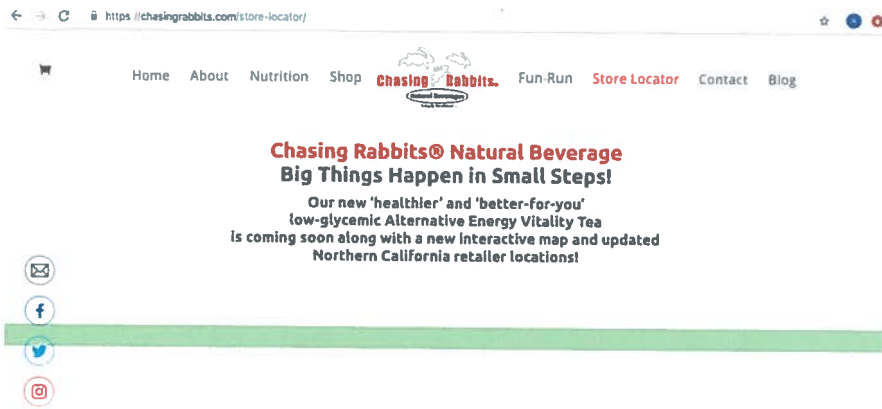 https://chasingrabbits.com/store-locator/
Home About Nutrition Shop Chasing Rabbits. Fun-Run Store Locator Contact Blog
Natural Beverages
Chasing Rabbits® Natural Beverage
Big Things Happen in Small Steps!
Our new 'healthier' and 'better-for-you'
low-glycemic Alternative Energy Vitality Tea
is coming soon along with a new interactive map and updated
Northern California retailer locations!